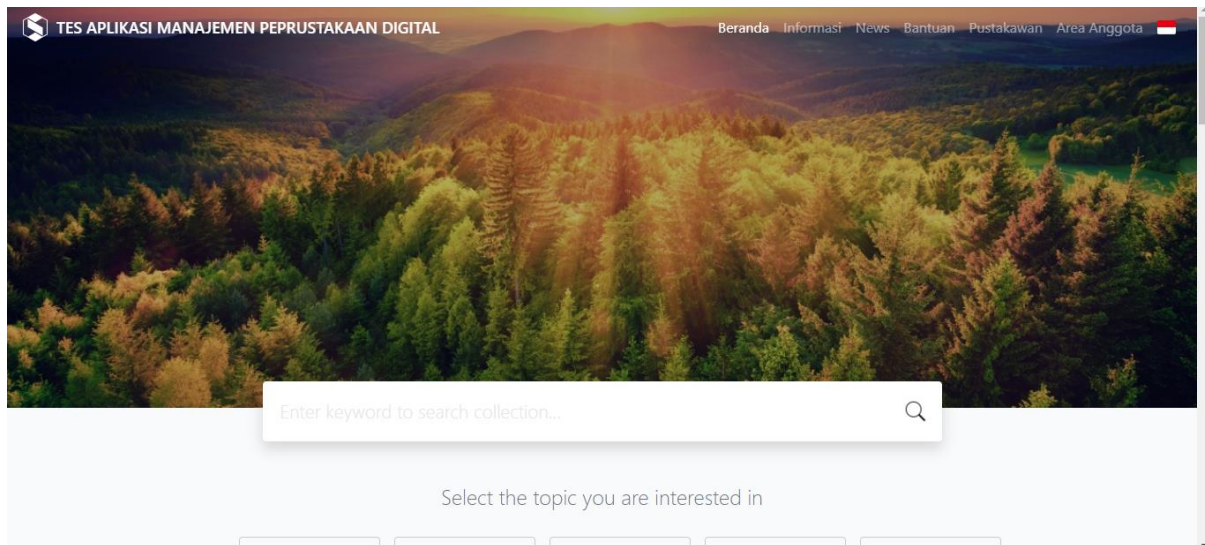 TES APLIKASI MANAJEMEN PEPRUSTAKAAN DIGITAL
Beranda Informasi News Bantuan Pustakawan Area Anggota
Enter keyword to search collection...
Select the topic you are interested in